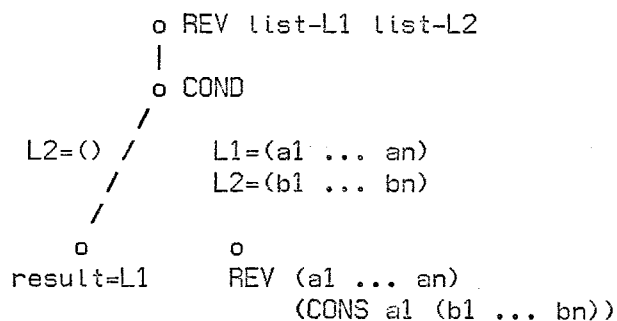 o REV list-L1 list-L2
|
o COND
/
L2=() / L1=(a1 ... an)
/ L2=(b1 ... bn)
/
o o
result=L1 REV (a1 ... an)
(CONS a1 (b1 ... bn))